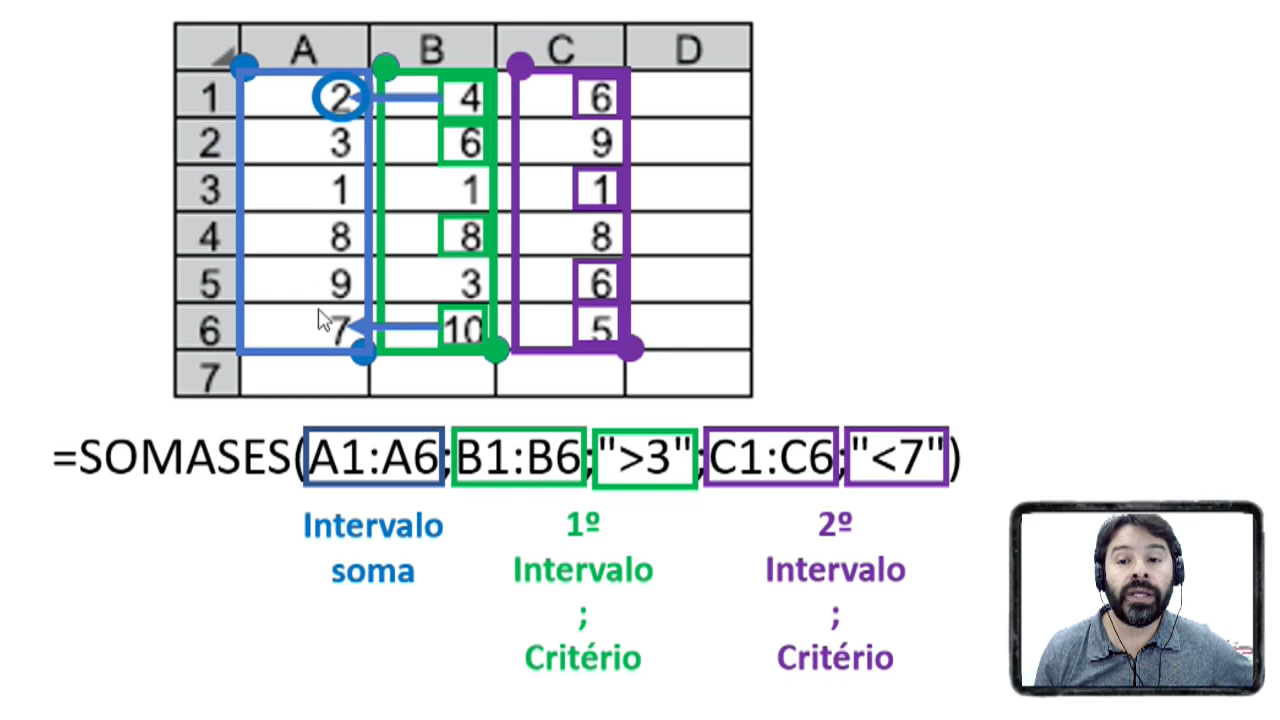 A B C D
1 2 4 6
2 3 6 9
3 1 1 1
4 8 8 8
5 9 3 6
6 7 10 5
7
=SOMASES(A1:A6;B1:B6;">3";C1:C6;"<7")
Intervalo soma
1º Intervalo ; Critério
2º Intervalo ; Critério